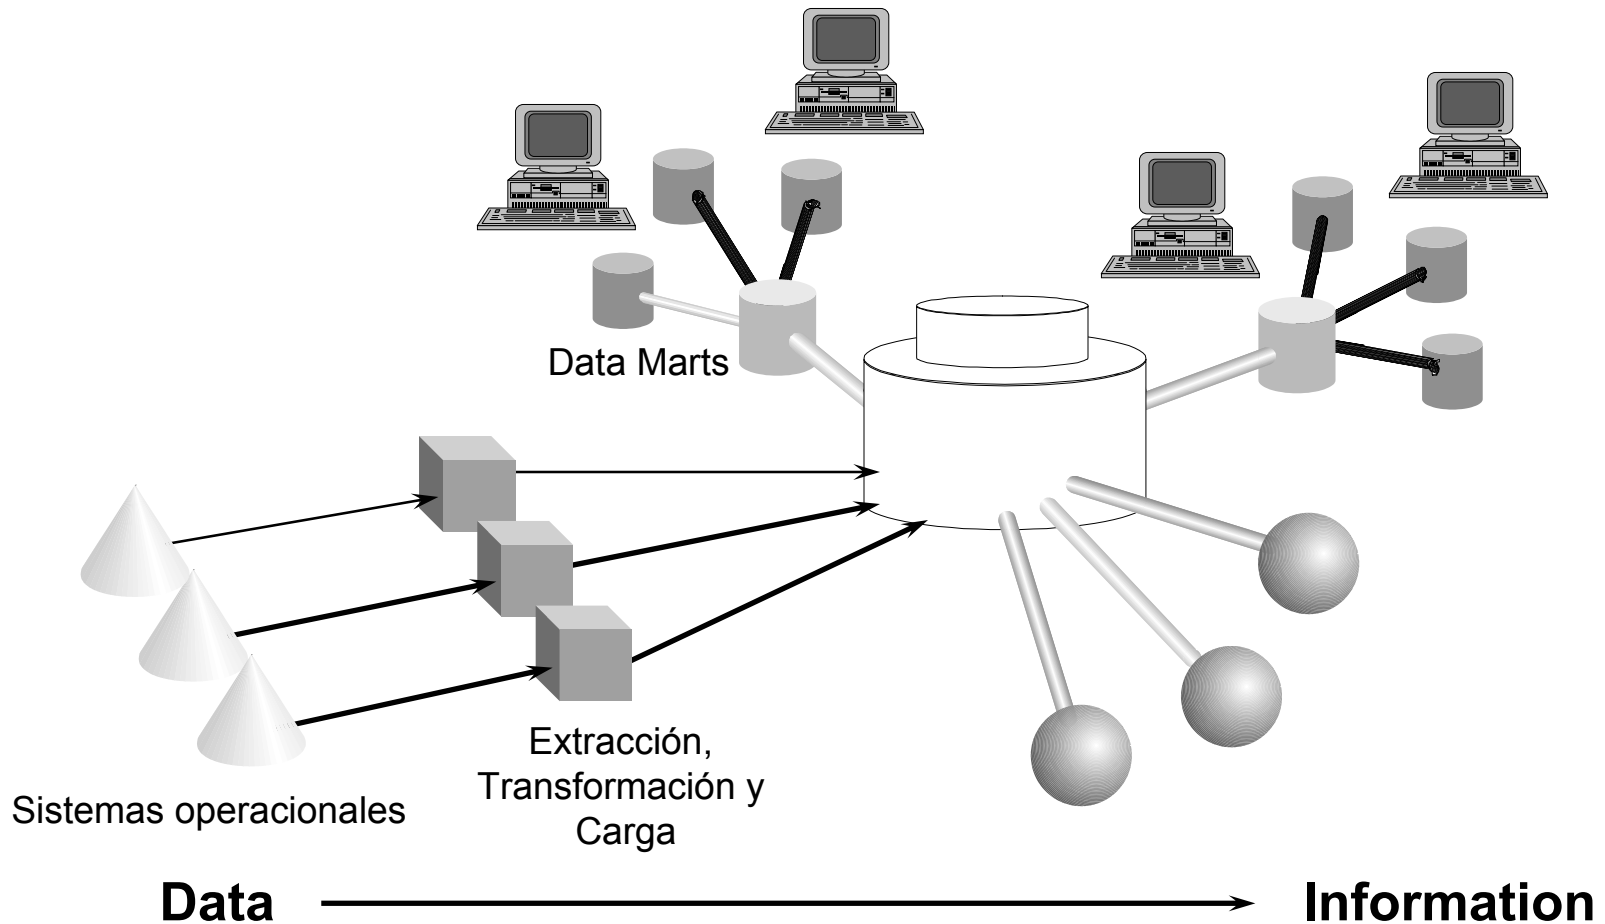 Data Marts
Extracción,
Transformación y
Carga
Sistemas operacionales
Data
Information